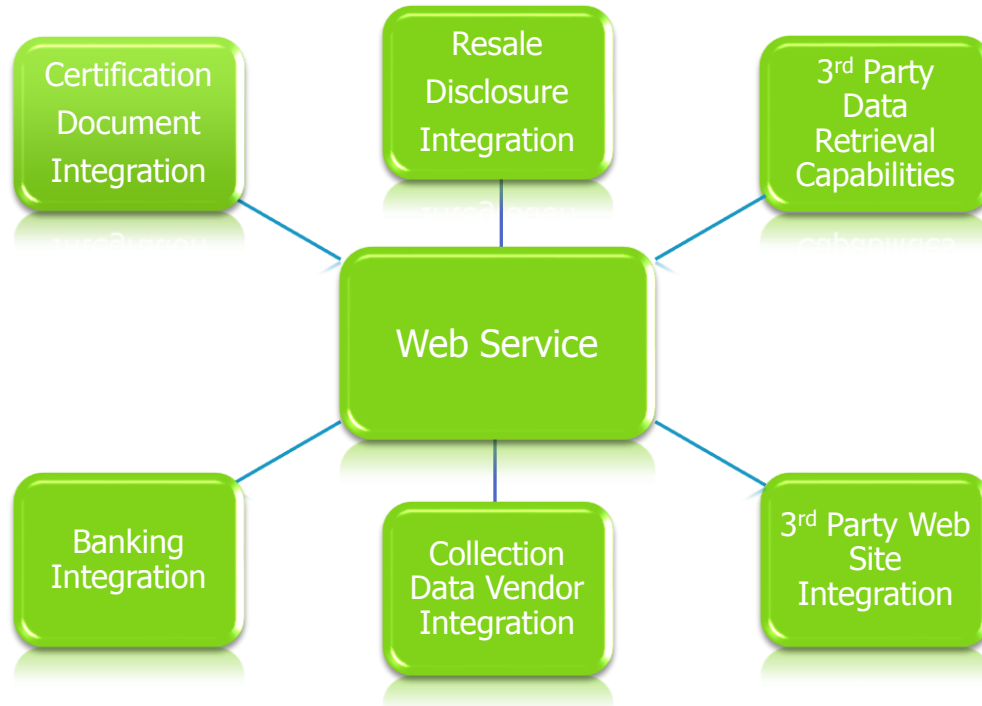 Certification
Document
Integration
Resale
Disclosure
Integration
3rd Party
Data
Retrieval
Capabilities
Web Service
Banking
Integration
Collection
Data Vendor
Integration
3rd Party Web
Site
Integration